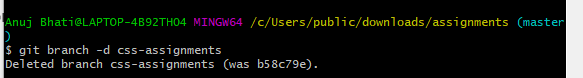 Anuj Bhati@LAPTOP-4B92TH04 MINGW64 /c/Users/public/downloads/assignments (master
)
$ git branch -d css-assignments
Deleted branch css-assignments (was b58c79e).